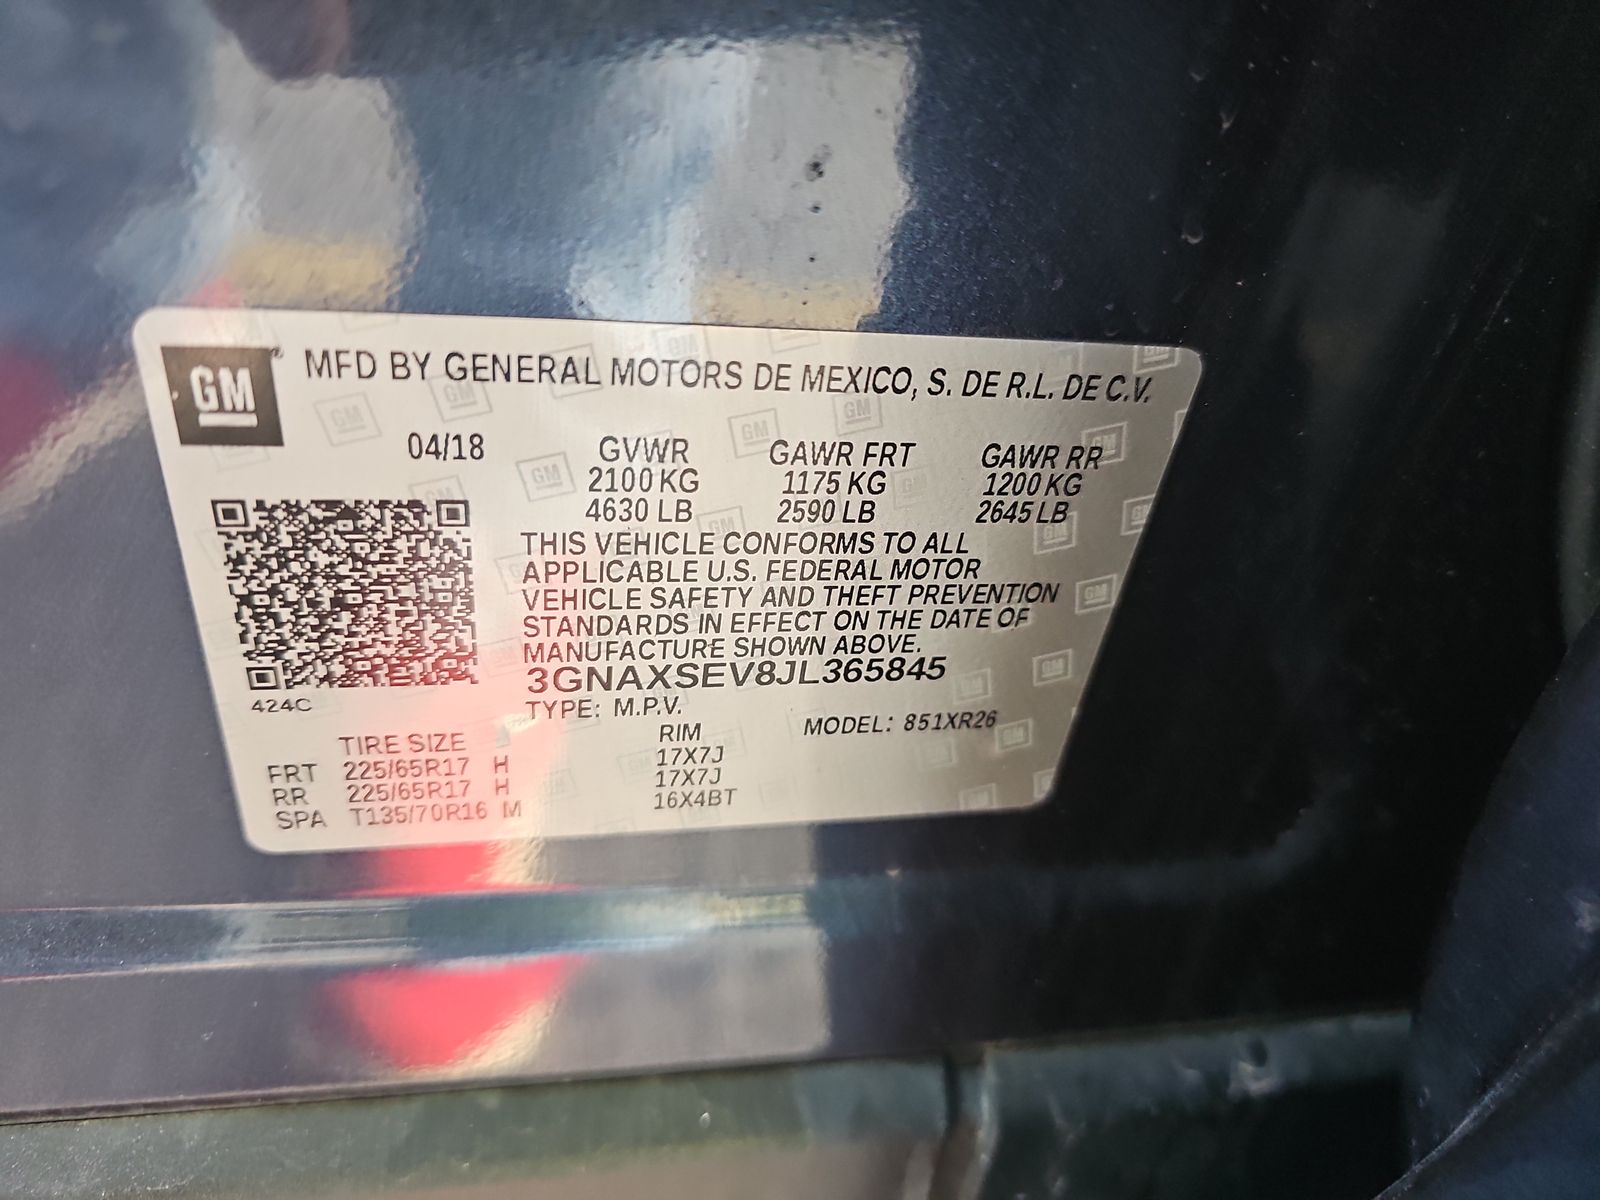 GM
MFD BY GENERAL MOTORS DE MEXICO, S. DE R.L. DE C.V.
04/18 GVWR GAWR FRT GAWR RR
2100 KG 1175 KG 1200 KG
4630 LB 2590 LB 2645 LB
THIS VEHICLE CONFORMS TO ALL
APPLICABLE U.S. FEDERAL MOTOR
VEHICLE SAFETY AND THEFT PREVENTION
STANDARDS IN EFFECT ON THE DATE OF
MANUFACTURE SHOWN ABOVE.
3GNAXSEV8JL365845
424C
TYPE: M.P.V.
MODEL: 851XR26
TIRE SIZE RIM
FRT 225/65R17 H 17X7J
RR 225/65R17 H 17X7J
SPA T135/70R16 M 16X4BT